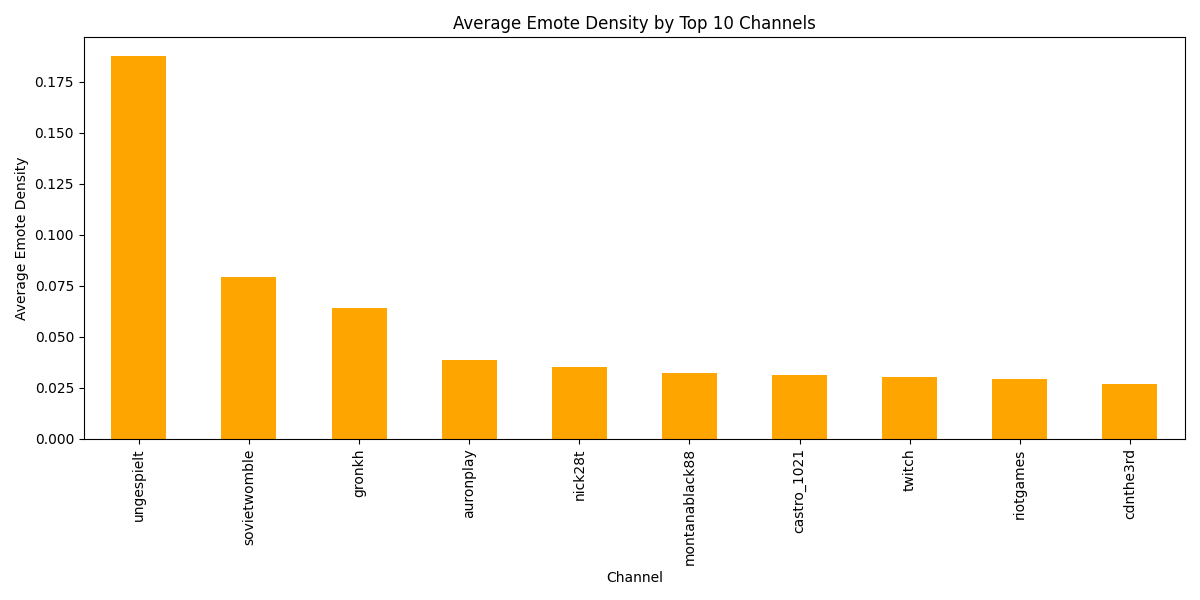 Average Emote Density by Top 10 Channels
Average Emote Density
0.175
0.150
0.125
0.100
0.075
0.050
0.025
0.000
ungespielt
sovietwomble
gronkh
auronplay
nick28t
montanablack88
castro_1021
twitch
riotgames
cdnthe3rd
Channel